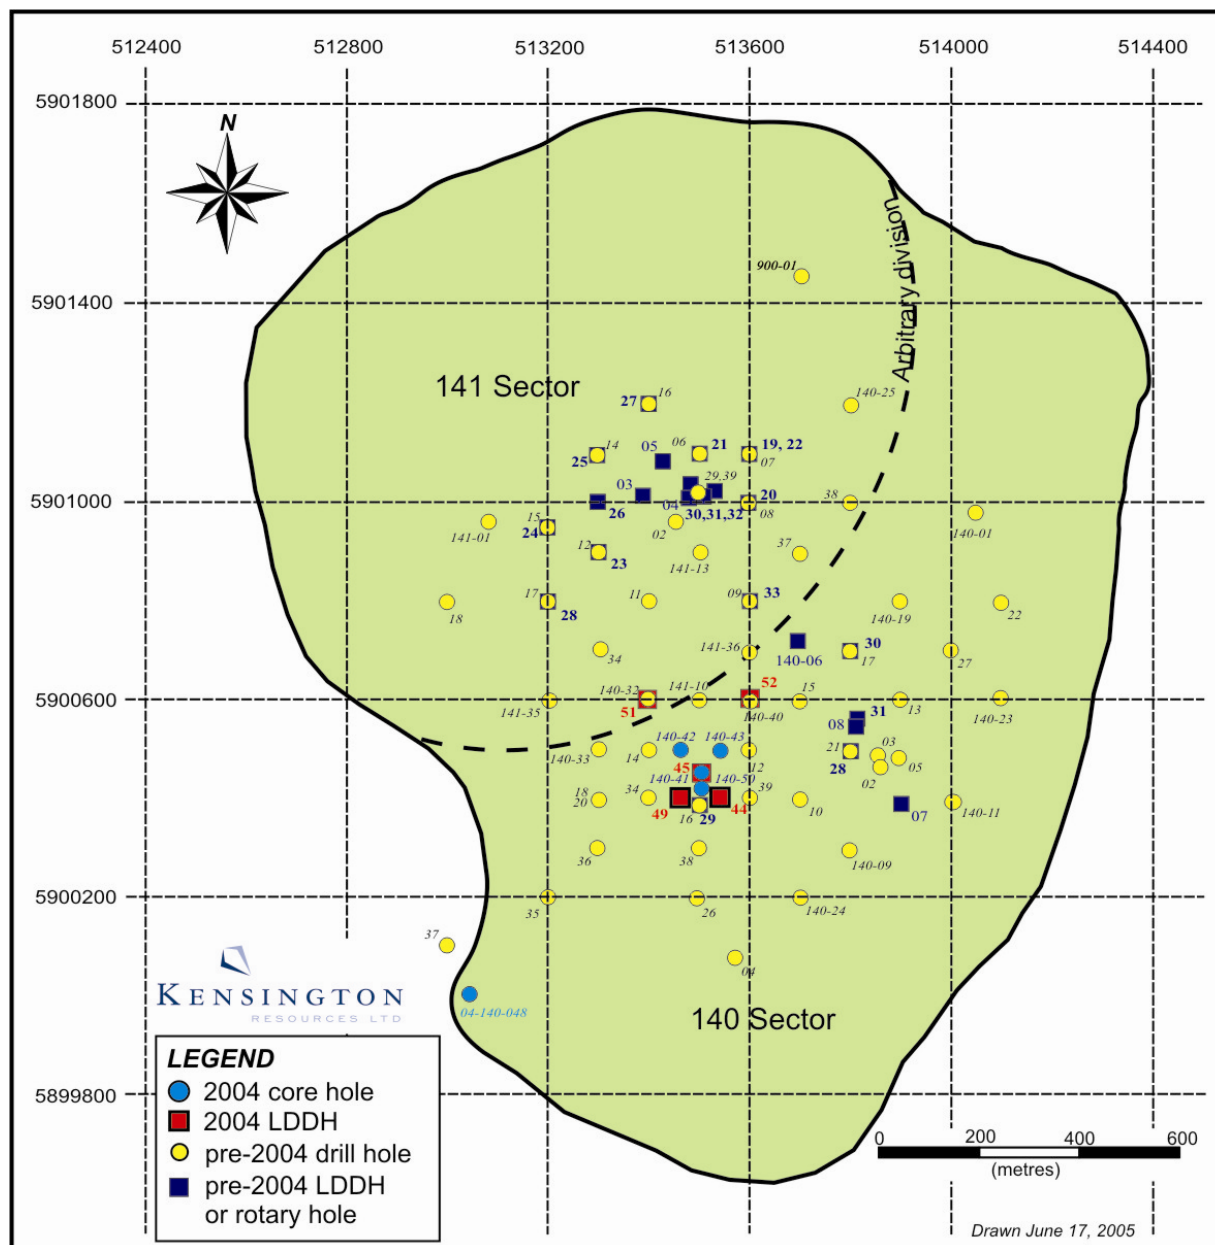 512400 512800 513200 513600 514000 514400
5901800
N
Arbitrary division
900-01
5901400
141 Sector
27 16
140-25
05 06 21 19, 22
14
25 07
29,39
03
5901000
04 30,31,32 20 38
26 08
15
24 02 140-01
141-01
12 37
23 141-13
17 11 09 33
18 28 140-19 22
141-36 30
34 140-06 17 27
52
140-32 141-10 15
5900600
51 140-40 13 140-23
141-35
31
140-42 140-43 08
03
140-33 14 45 12 21 05
140-41 140-50 28 02
18 34 39
20 49 16 29 44 10 07 140-11
36 38 140-09
5900200
35 26 140-24
37
04
KENSINGTON
RESOURCES LTD
04-140-048
140 Sector
LEGEND
2004 core hole
2004 LDDH
pre-2004 drill hole
pre-2004 LDDH
or rotary hole
5899800
0 200 400 600
(metres)
Drawn June 17, 2005